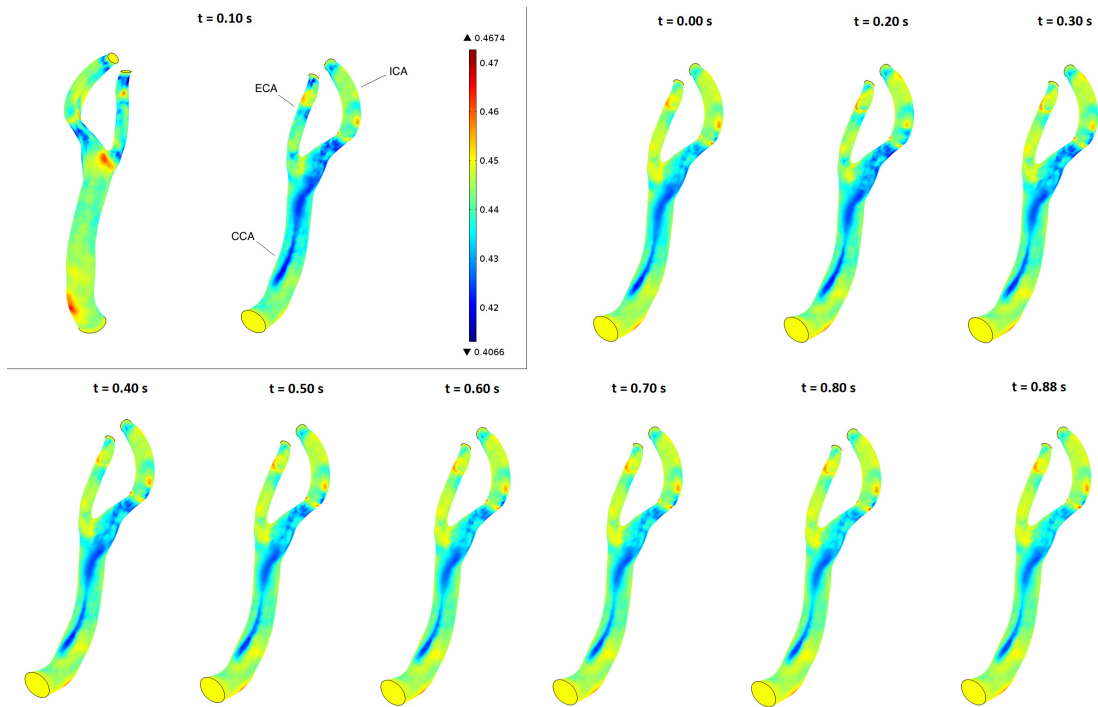 t = 0.10 s
t = 0.00 s
t = 0.20 s
t = 0.30 s
▲ 0.4674
0.47
ICA
ECA
0.46
0.45
0.44
CCA
0.43
0.42
▼ 0.4066
t = 0.40 s
t = 0.50 s
t = 0.60 s
t = 0.70 s
t = 0.80 s
t = 0.88 s